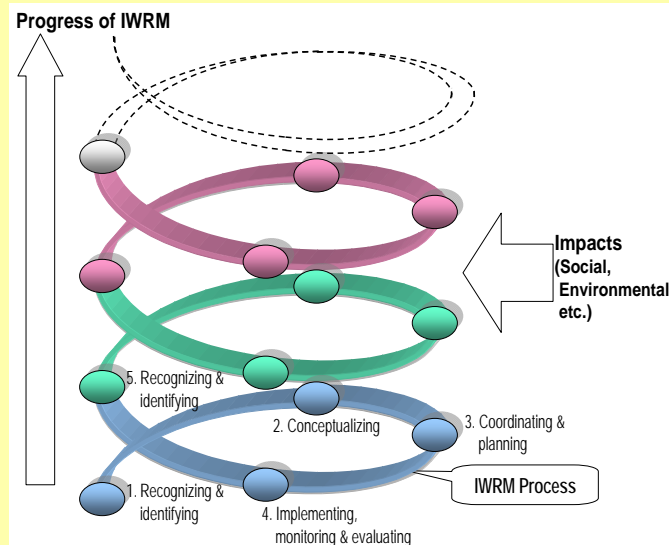 Progress of IWRM
Impacts
(Social,
Environmental
etc.)
5. Recognizing &
identifying
2. Conceptualizing
3. Coordinating &
planning
1. Recognizing &
identifying
IWRM Process
4. Implementing,
monitoring & evaluating